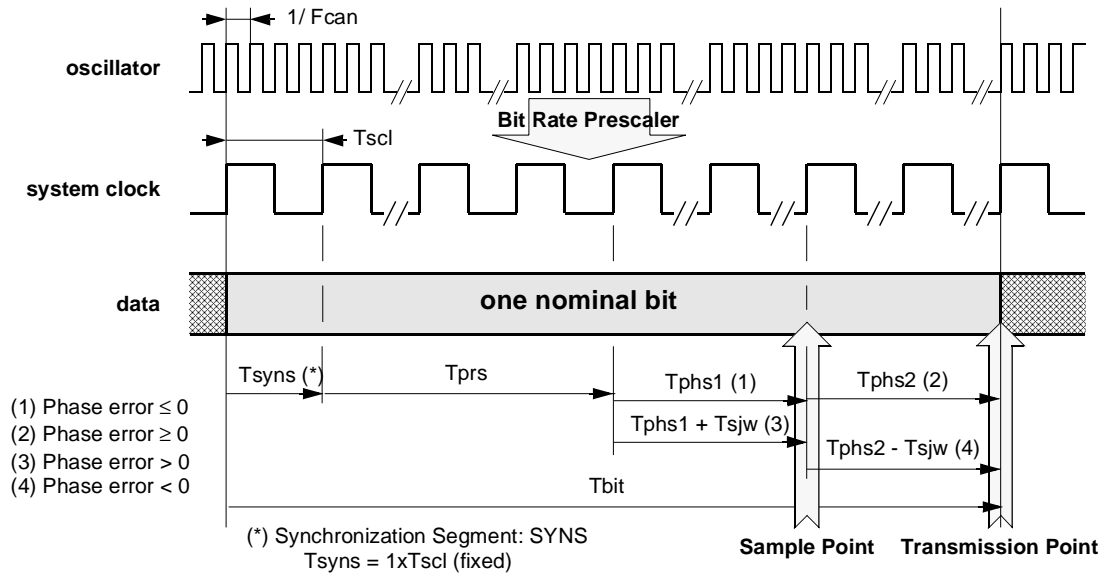 1/ Fcan
oscillator
Bit Rate Prescaler
Tscl
system clock
data
one nominal bit
Tsyns (*)
Tprs
Tphs1 (1)
Tphs2 (2)
(1) Phase error ≤ 0
(2) Phase error ≥ 0
(3) Phase error > 0
(4) Phase error < 0
Tphs1 + Tsjw (3)
Tphs2 - Tsjw (4)
Tbit
(*) Synchronization Segment: SYNS
Tsyns = 1xTscl (fixed)
Sample Point
Transmission Point